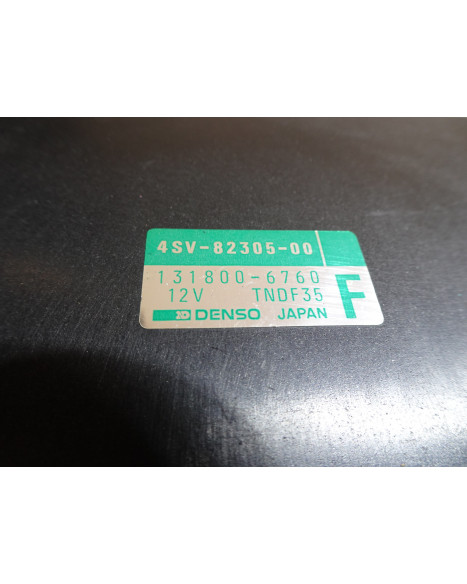 4SV-82305-00
131800-6760
12V TNDF35
F
DENSO JAPAN